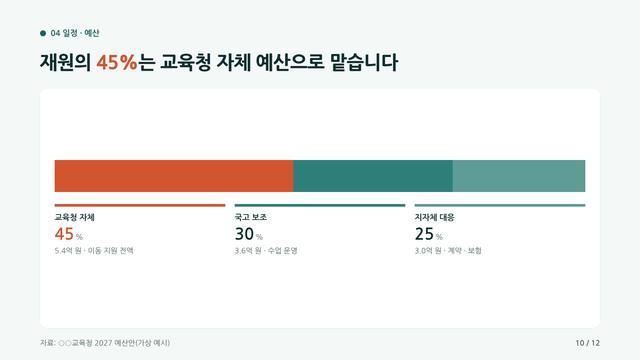 04 일정 · 예산
재원의 45%는 교육청 자체 예산으로 맡습니다
교육청 자체
45 %
5.4억 원 · 이동 지원 전액
국고 보조
30 %
3.6억 원 · 수업 운영
지자체 대응
25 %
3.0억 원 · 계약 · 보험
자료: ○○교육청 2027 예산안(가상 예시)
10 / 12